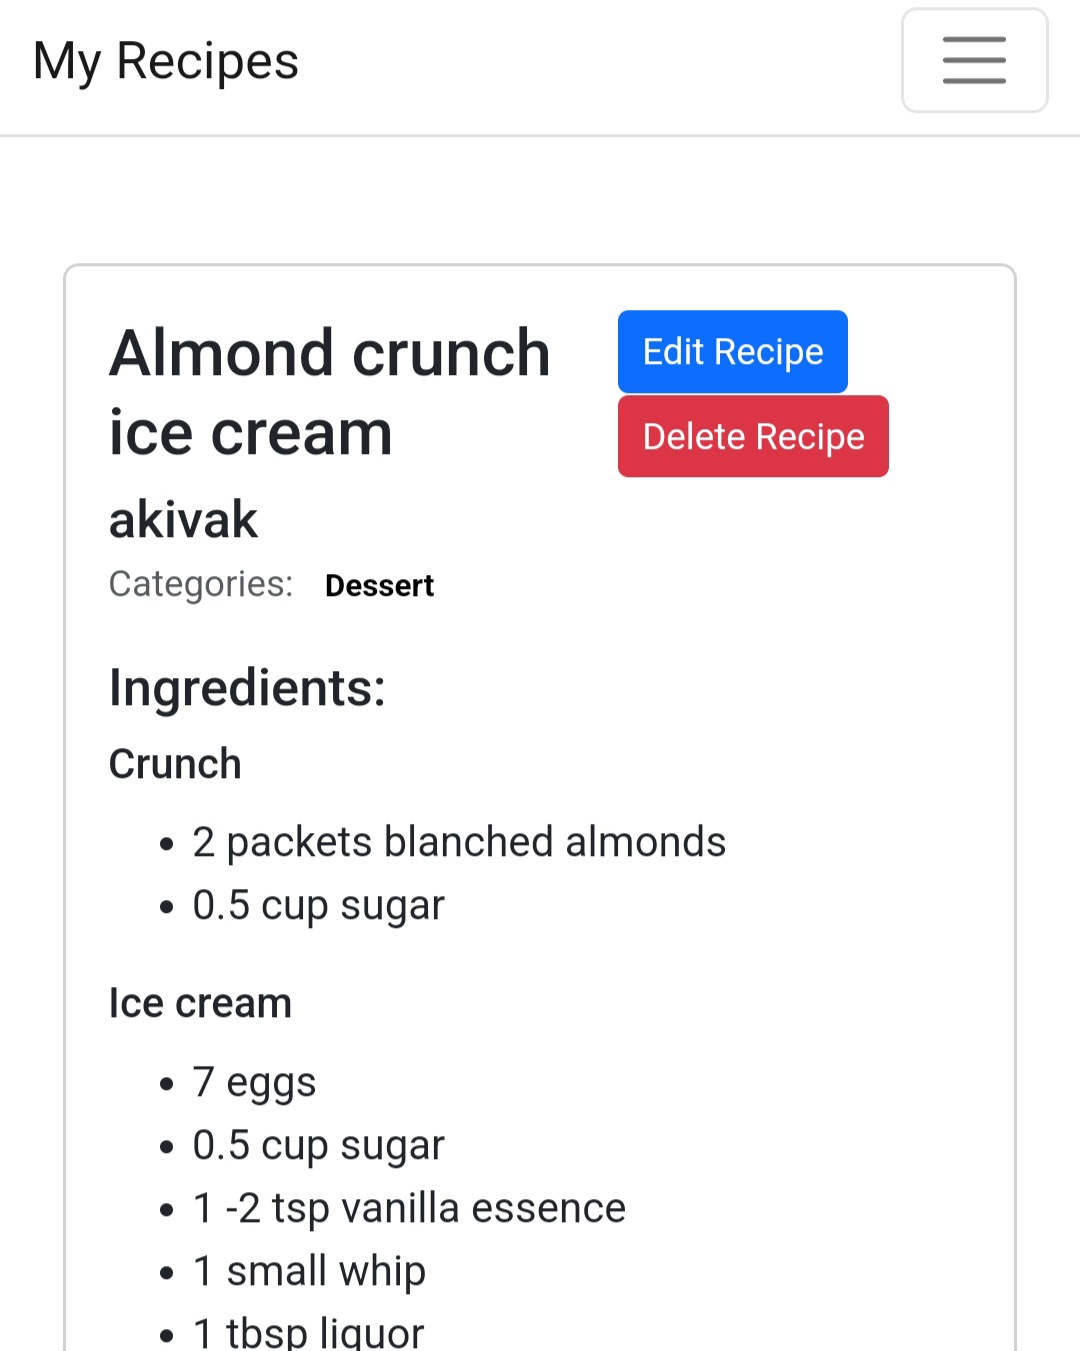 My Recipes
Almond crunch
ice cream
Edit Recipe
Delete Recipe
akivak
Categories: Dessert
Ingredients:
Crunch
• 2 packets blanched almonds
• 0.5 cup sugar
Ice cream
• 7 eggs
• 0.5 cup sugar
• 1 -2 tsp vanilla essence
• 1 small whip
• 1 tbsp liquor